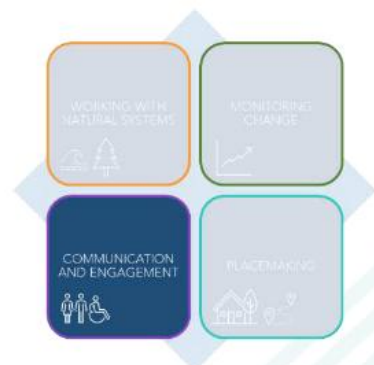 WORKING WITH
NATURAL SYSTEMS
MONITORING
CHANGE
COMMUNICATION
AND ENGAGEMENT
PLACEMAKING